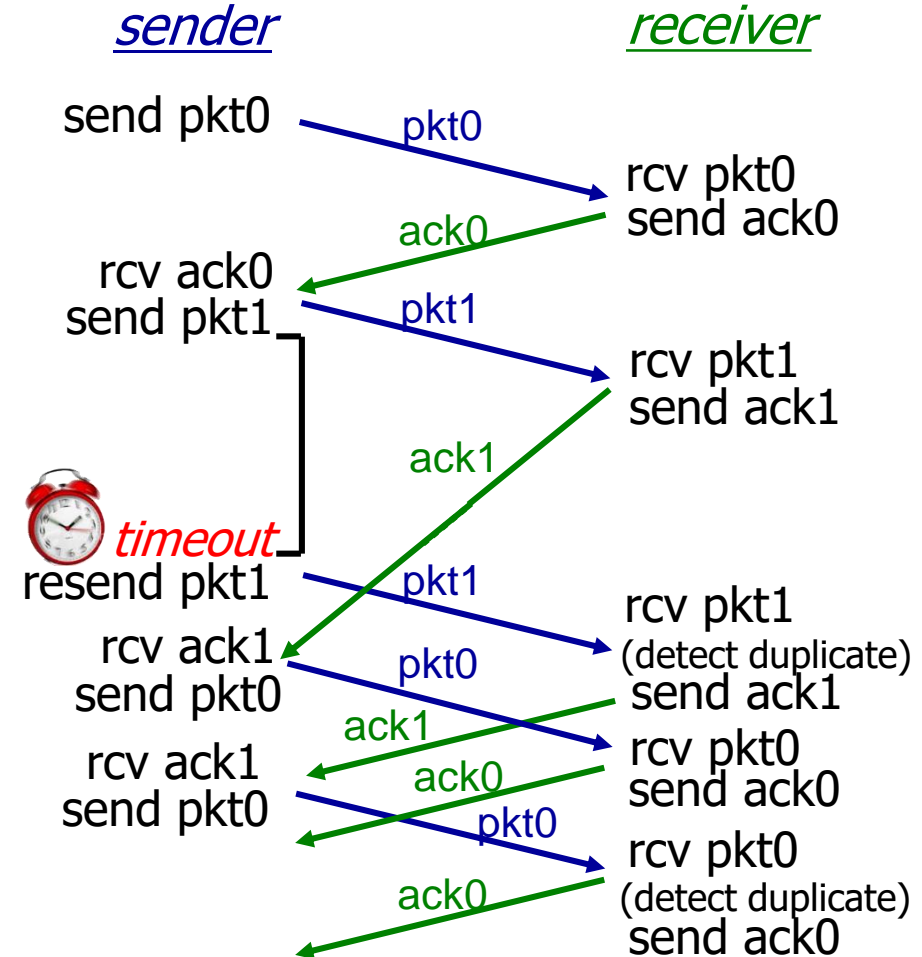 sender
receiver
send pkt0
pkt0
rcv pkt0
send ack0
ack0
rcv ack0
send pkt1
pkt1
rcv pkt1
send ack1
ack1
timeout
resend pkt1
pkt1
rcv pkt1
(detect duplicate)
send ack1
rcv ack1
send pkt0
pkt0
ack1
rcv pkt0
send ack0
rcv ack1
send pkt0
ack0
pkt0
rcv pkt0
(detect duplicate)
send ack0
ack0